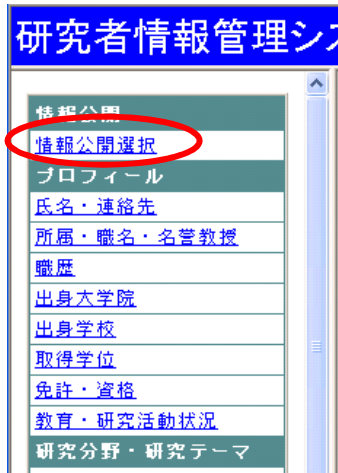 研究者情報管理シス
情報公開
情報公開選択
プロフィール
氏名・連絡先
所属・職名・名誉教授
職歴
出身大学院
出身学校
取得学位
免許・資格
教育・研究活動状況
研究分野・研究テーマ